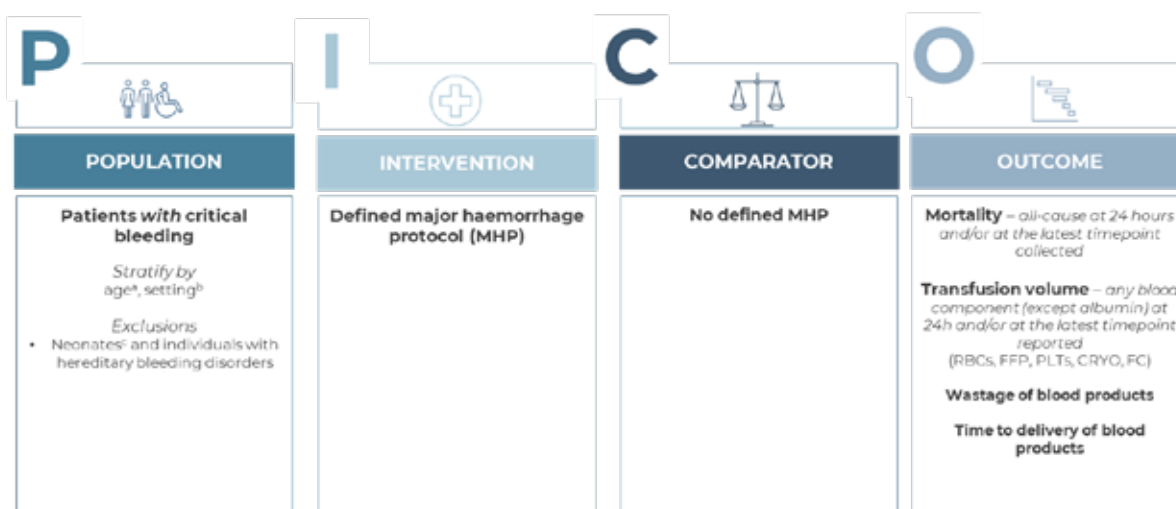 P
POPULATION
Patients with critical
bleeding
Stratify by
ageᵃ, settingᵇ
Exclusions
• Neonatesᶜ and individuals with
hereditary bleeding disorders
I
INTERVENTION
Defined major haemorrhage
protocol (MHP)
C
COMPARATOR
No defined MHP
O
OUTCOME
Mortality – all-cause at 24 hours
and/or at the latest timepoint
collected
Transfusion volume – any blood
component (except albumin) at
24h and/or at the latest timepoint
reported
(RBCs, FFP, PLTs, CRYO, FC)
Wastage of blood products
Time to delivery of blood
products